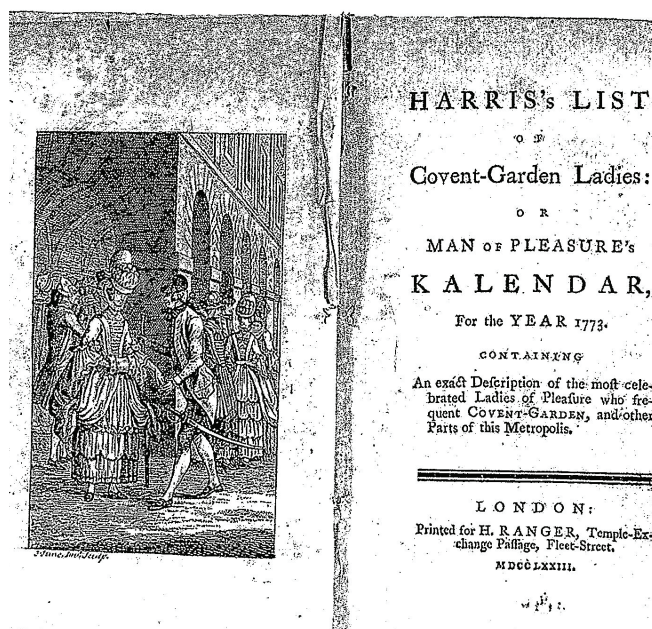 HARRIS's LIST
OF
Covent-Garden Ladies:
OR
MAN OF PLEASURE's
KALENDAR,
For the YEAR 1773.
CONTAINING
An exact Deſcription of the moſt cele-
brated Ladies of Pleaſure who fre-
quent COVENT-GARDEN, and other
Parts of this Metropolis.
LONDON:
Printed for H. RANGER, Temple-Ex-
change Paſſage, Fleet-Street.
MDCCLXXIII.